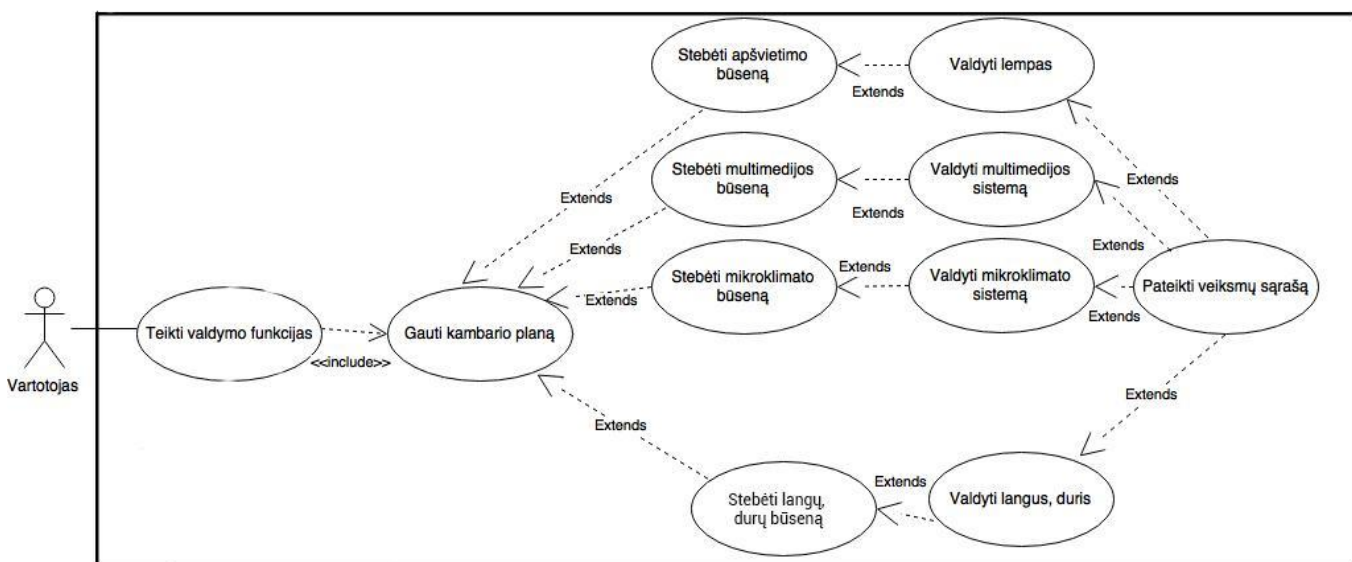 Stebėti apšvietimo
būseną
Extends
Valdyti lempas
Extends
Stebėti multimedijos
būseną
Extends
Valdyti multimedijos
sistemą
Extends
Extends
Extends
Stebėti mikroklimato
būseną
Extends
Extends
Valdyti mikroklimato
sistemą
Extends
Pateikti veiksmų sąrašą
Vartotojas
Teikti valdymo funkcijas
<<include>>
Gauti kambario planą
Extends
Extends
Stebėti langų,
durų būseną
Extends
Valdyti langus, duris